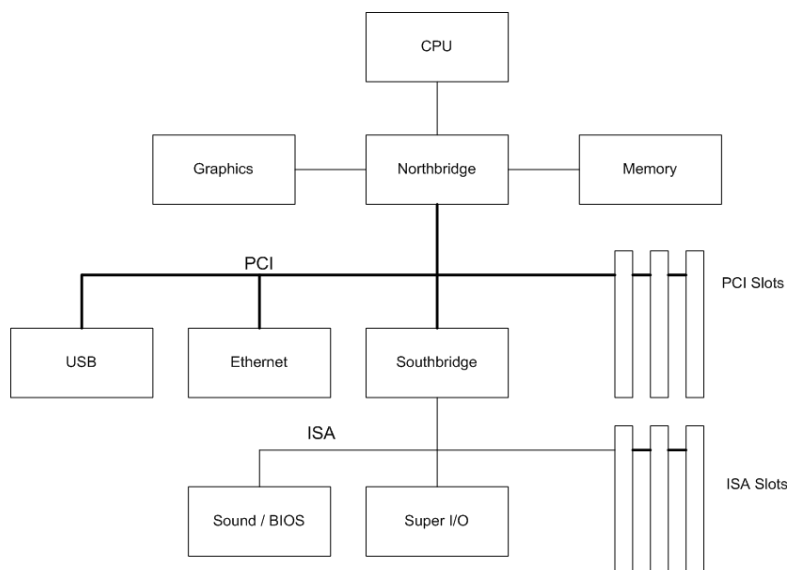 CPU
Graphics
Northbridge
Memory
PCI
PCI Slots
USB
Ethernet
Southbridge
ISA
ISA Slots
Sound / BIOS
Super I/O